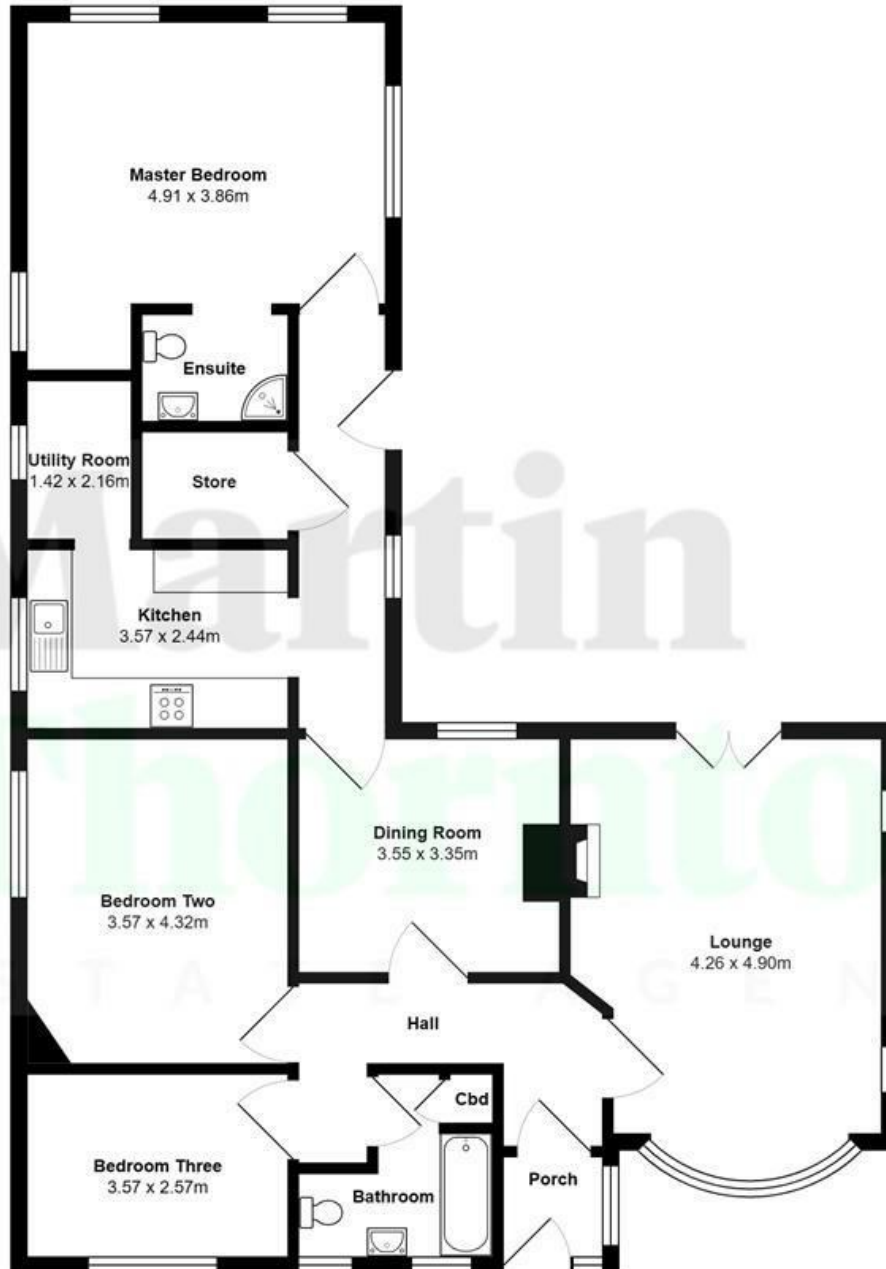 Master Bedroom
4.91 x 3.86m
Ensuite
Utility Room
1.42 x 2.16m
Store
Martin
Kitchen
3.57 x 2.44m
Thornto
Dining Room
3.55 x 3.35m
Bedroom Two
3.57 x 4.32m
Lounge
4.26 x 4.90m
S T A T E A G E N
Hall
Cbd
Bedroom Three
3.57 x 2.57m
Bathroom
Porch